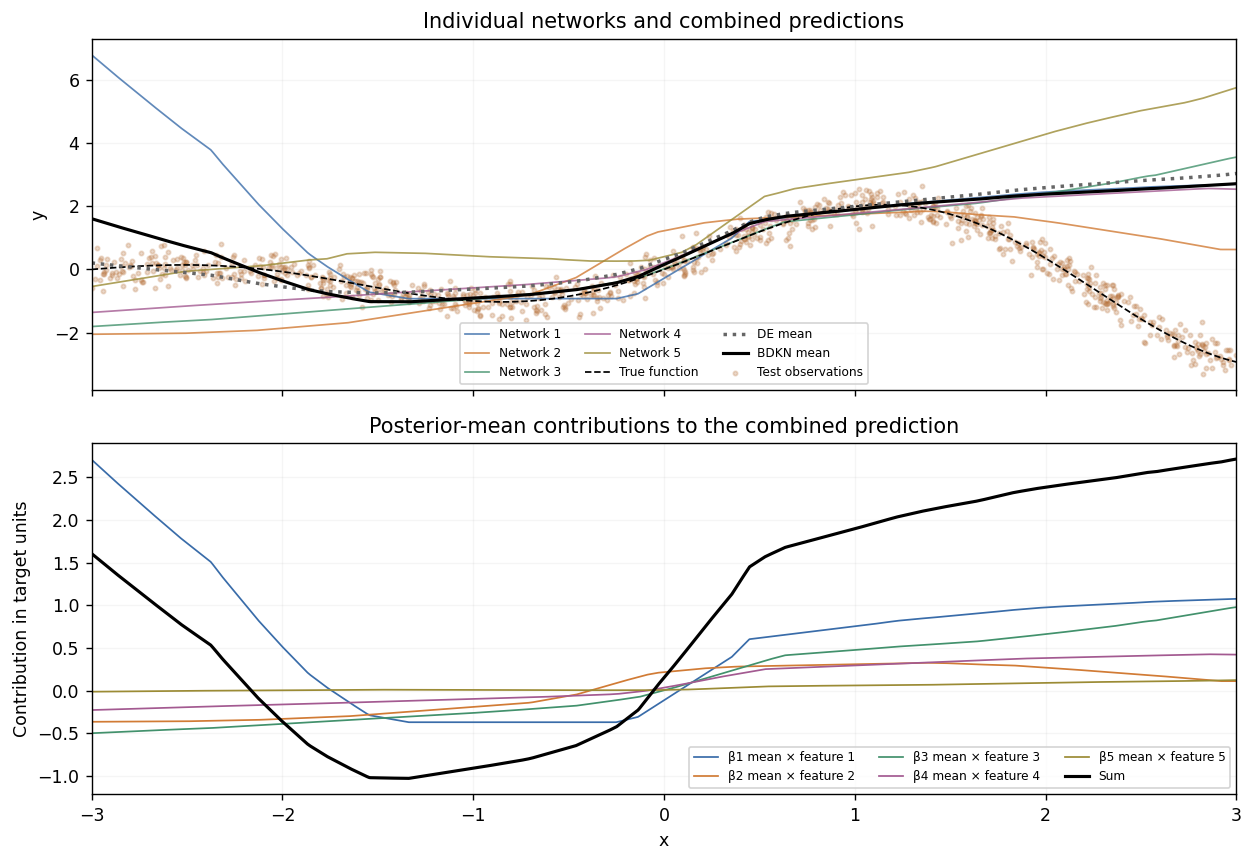 Individual networks and combined predictions
6
4
2
0
−2
y
Network 1
Network 2
Network 3
Network 4
Network 5
True function
DE mean
BDKN mean
Test observations
Posterior-mean contributions to the combined prediction
2.5
2.0
1.5
1.0
0.5
0.0
−0.5
−1.0
Contribution in target units
β1 mean × feature 1
β2 mean × feature 2
β3 mean × feature 3
β4 mean × feature 4
β5 mean × feature 5
Sum
−3
−2
−1
0
1
2
3
x